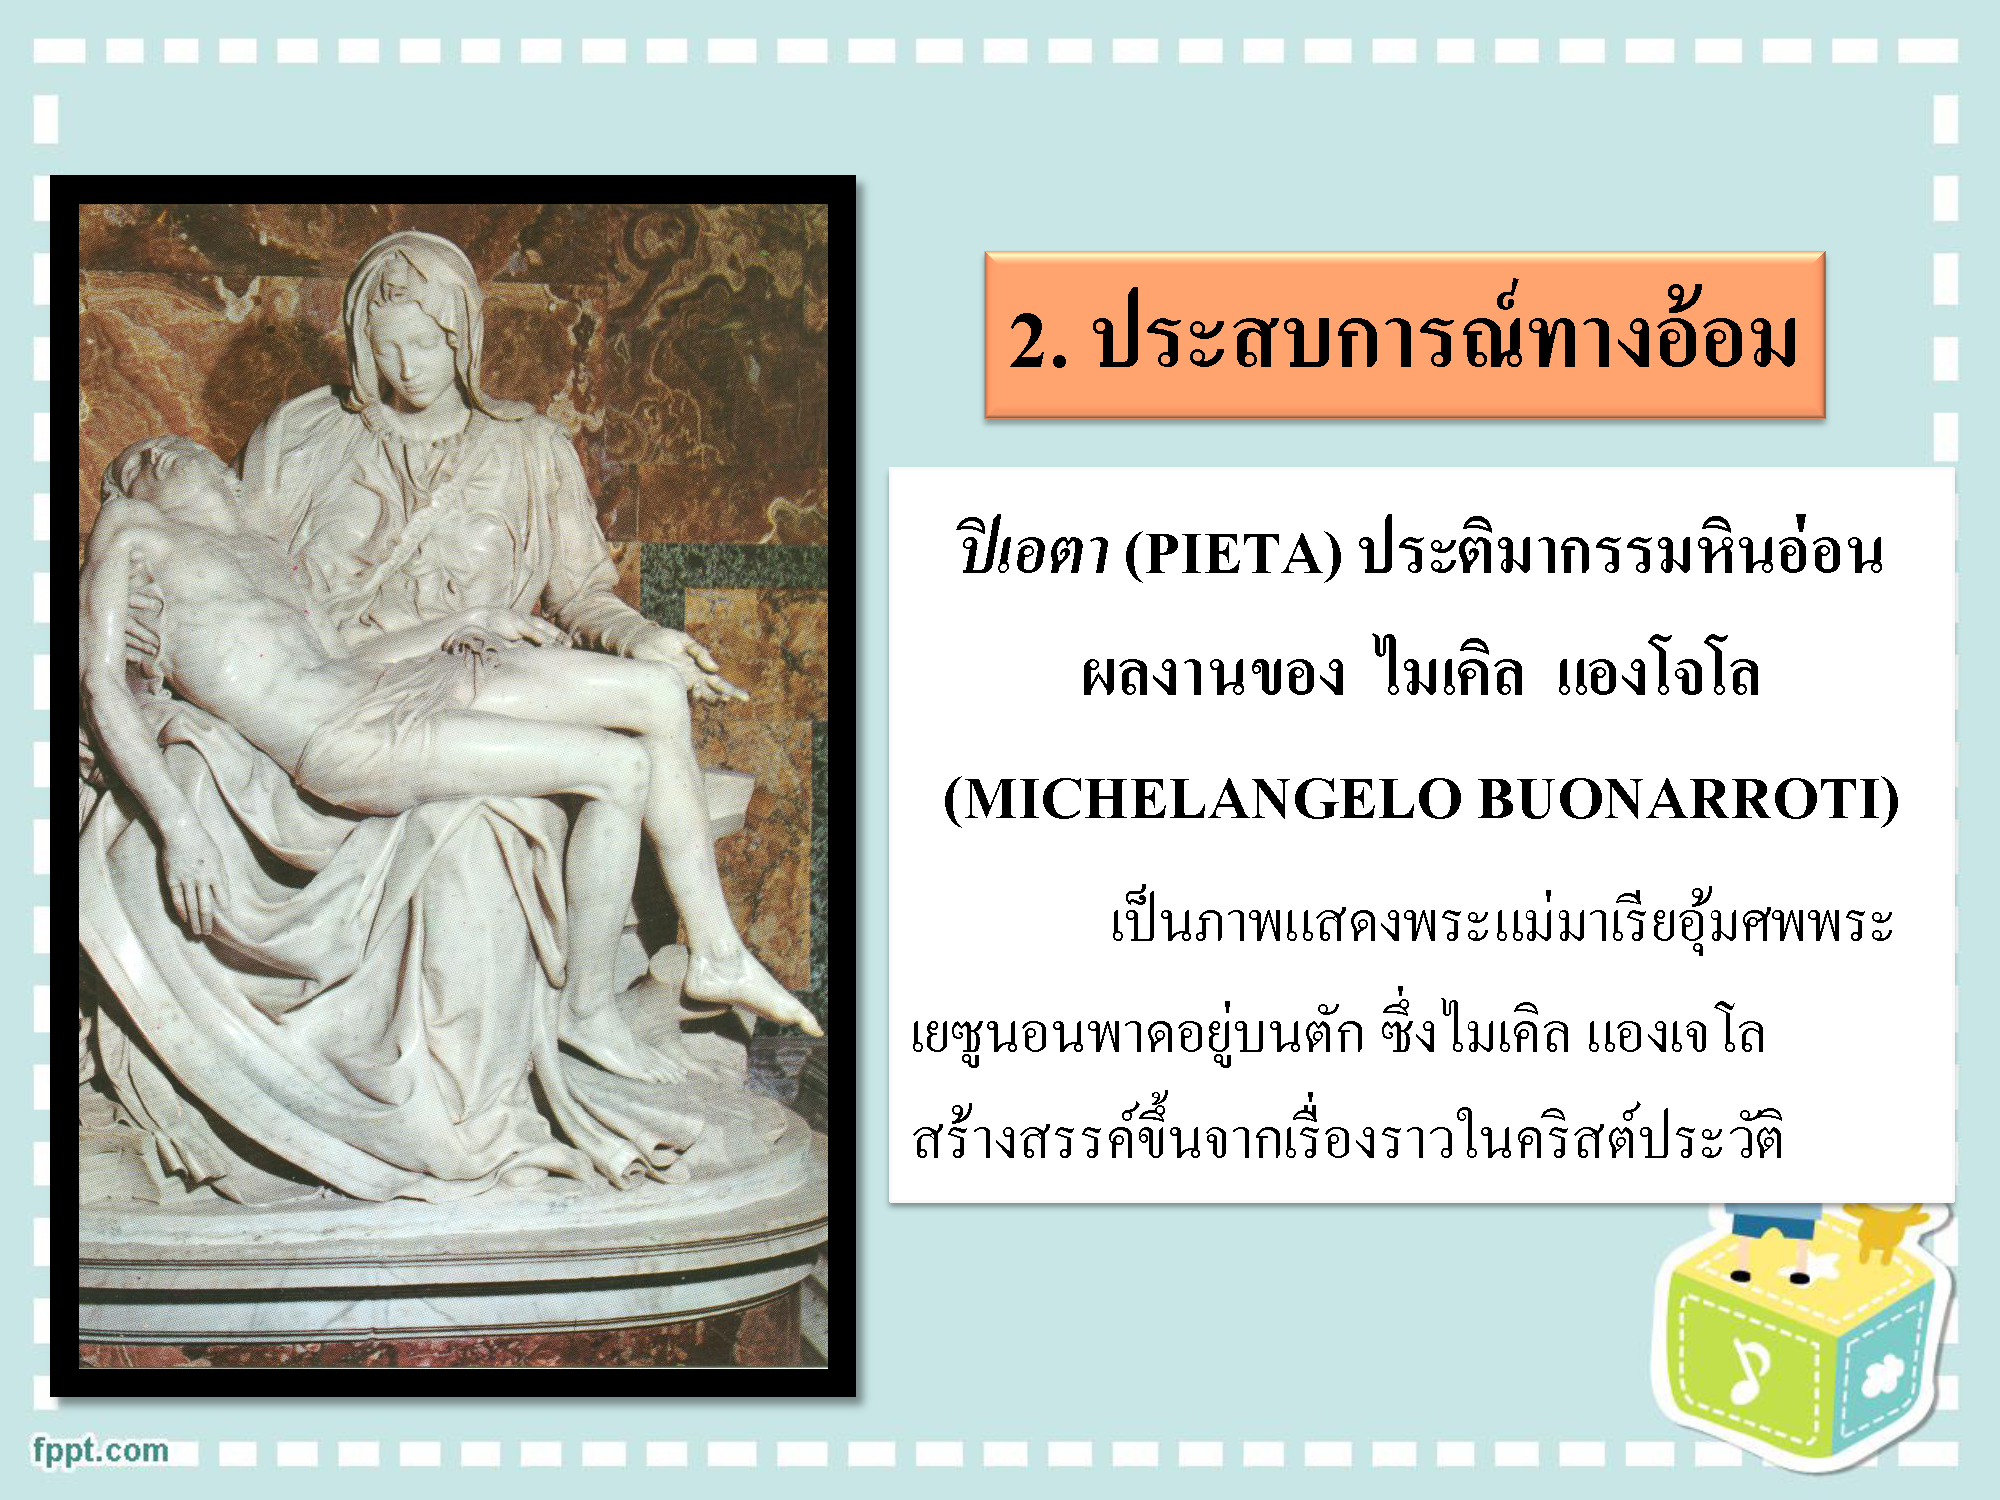 2. ประสบการณ์ทางอ้อม
ปิเอตา (PIETA) ประติมากรรมหินอ่อน
ผลงานของ ไมเคิล แองโจโล
(MICHELANGELO BUONARROTI)
เป็นภาพแสดงพระแม่มาเรียอุ้มศพพระ
เยซูนอนพาดอยู่บนตัก ซึ่งไมเคิล แองเจโล
สร้างสรรค์ขึ้นจากเรื่องราวในคริสต์ประวัติ
fppt.com